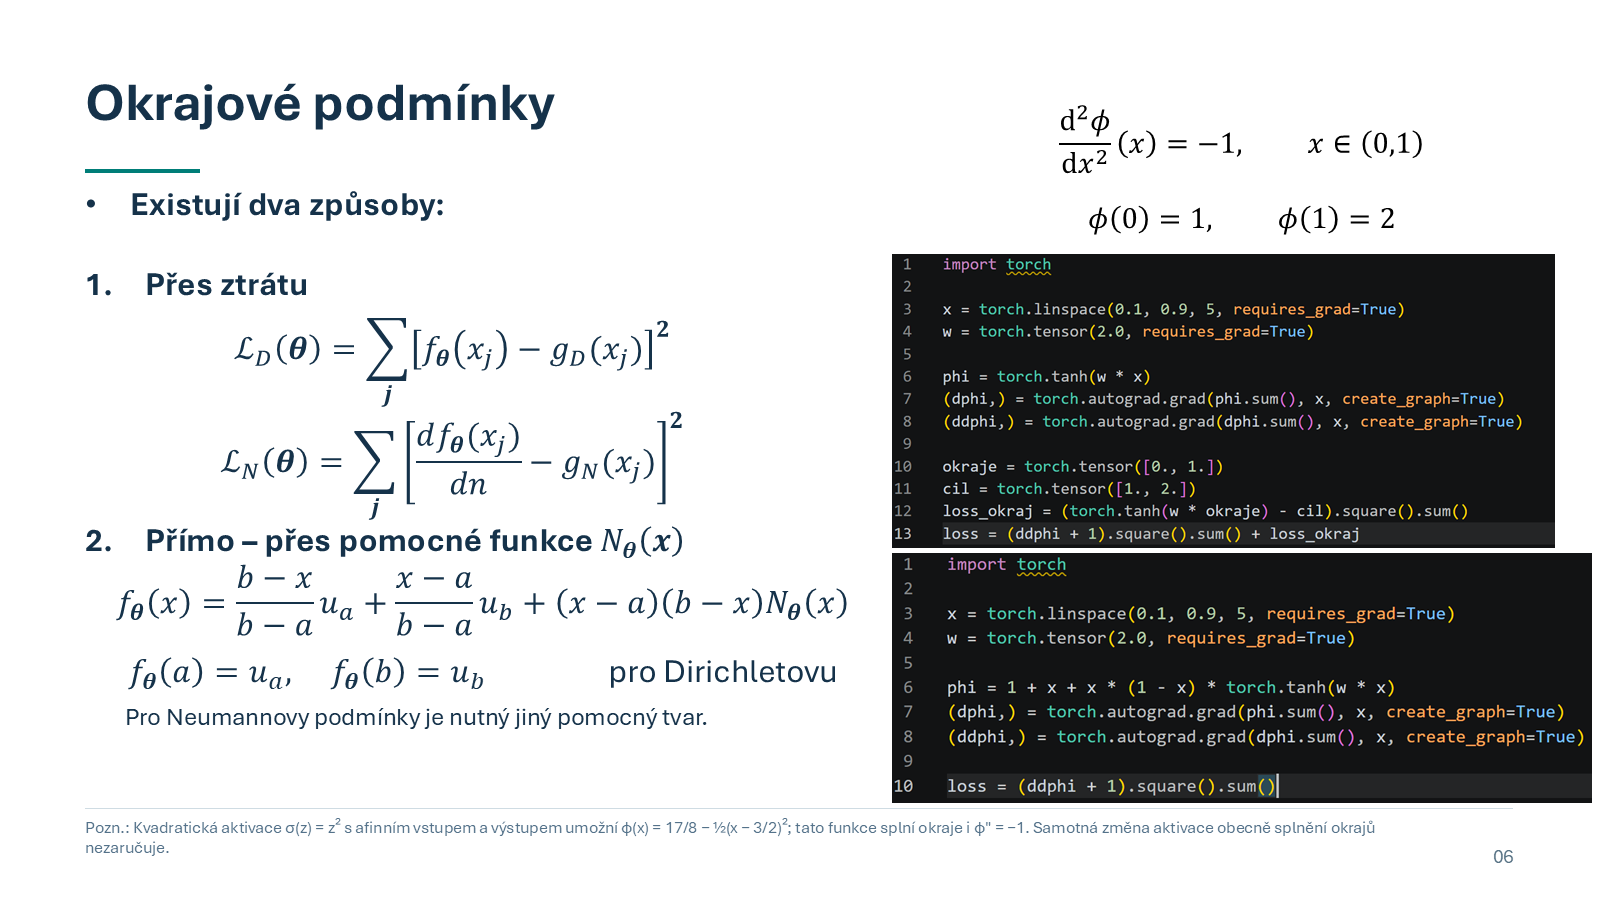 Okrajové podmínky
• Existují dva způsoby:
1. Přes ztrátu
ℒ_D(θ) = ∑_j [f_θ(x_j) − g_D(x_j)]²
ℒ_N(θ) = ∑_j [df_θ(x_j)/dn − g_N(x_j)]²
2. Přímo – přes pomocné funkce N_θ(x)
f_θ(x) = (b − x)/(b − a) u_a + (x − a)/(b − a) u_b + (x − a)(b − x)N_θ(x)
f_θ(a) = u_a, f_θ(b) = u_b pro Dirichletovu
Pro Neumannovy podmínky je nutný jiný pomocný tvar.
d²ϕ/dx² (x) = −1, x ∈ (0,1)
ϕ(0) = 1, ϕ(1) = 2
1 import torch
2
3 x = torch.linspace(0.1, 0.9, 5, requires_grad=True)
4 w = torch.tensor(2.0, requires_grad=True)
5
6 phi = torch.tanh(w * x)
7 (dphi,) = torch.autograd.grad(phi.sum(), x, create_graph=True)
8 (ddphi,) = torch.autograd.grad(dphi.sum(), x, create_graph=True)
9
10 okraje = torch.tensor([0., 1.])
11 cil = torch.tensor([1., 2.])
12 loss_okraj = (torch.tanh(w * okraje) - cil).square().sum()
13 loss = (ddphi + 1).square().sum() + loss_okraj
1 import torch
2
3 x = torch.linspace(0.1, 0.9, 5, requires_grad=True)
4 w = torch.tensor(2.0, requires_grad=True)
5
6 phi = 1 + x + x * (1 - x) * torch.tanh(w * x)
7 (dphi,) = torch.autograd.grad(phi.sum(), x, create_graph=True)
8 (ddphi,) = torch.autograd.grad(dphi.sum(), x, create_graph=True)
9
10 loss = (ddphi + 1).square().sum()
Pozn.: Kvadratická aktivace σ(z) = z² s afinním vstupem a výstupem umožní ϕ(x) = 17/8 − ½(x − 3/2)²; tato funkce splní okraje i ϕ" = −1. Samotná změna aktivace obecně splnění okrajů
nezaručuje.
06